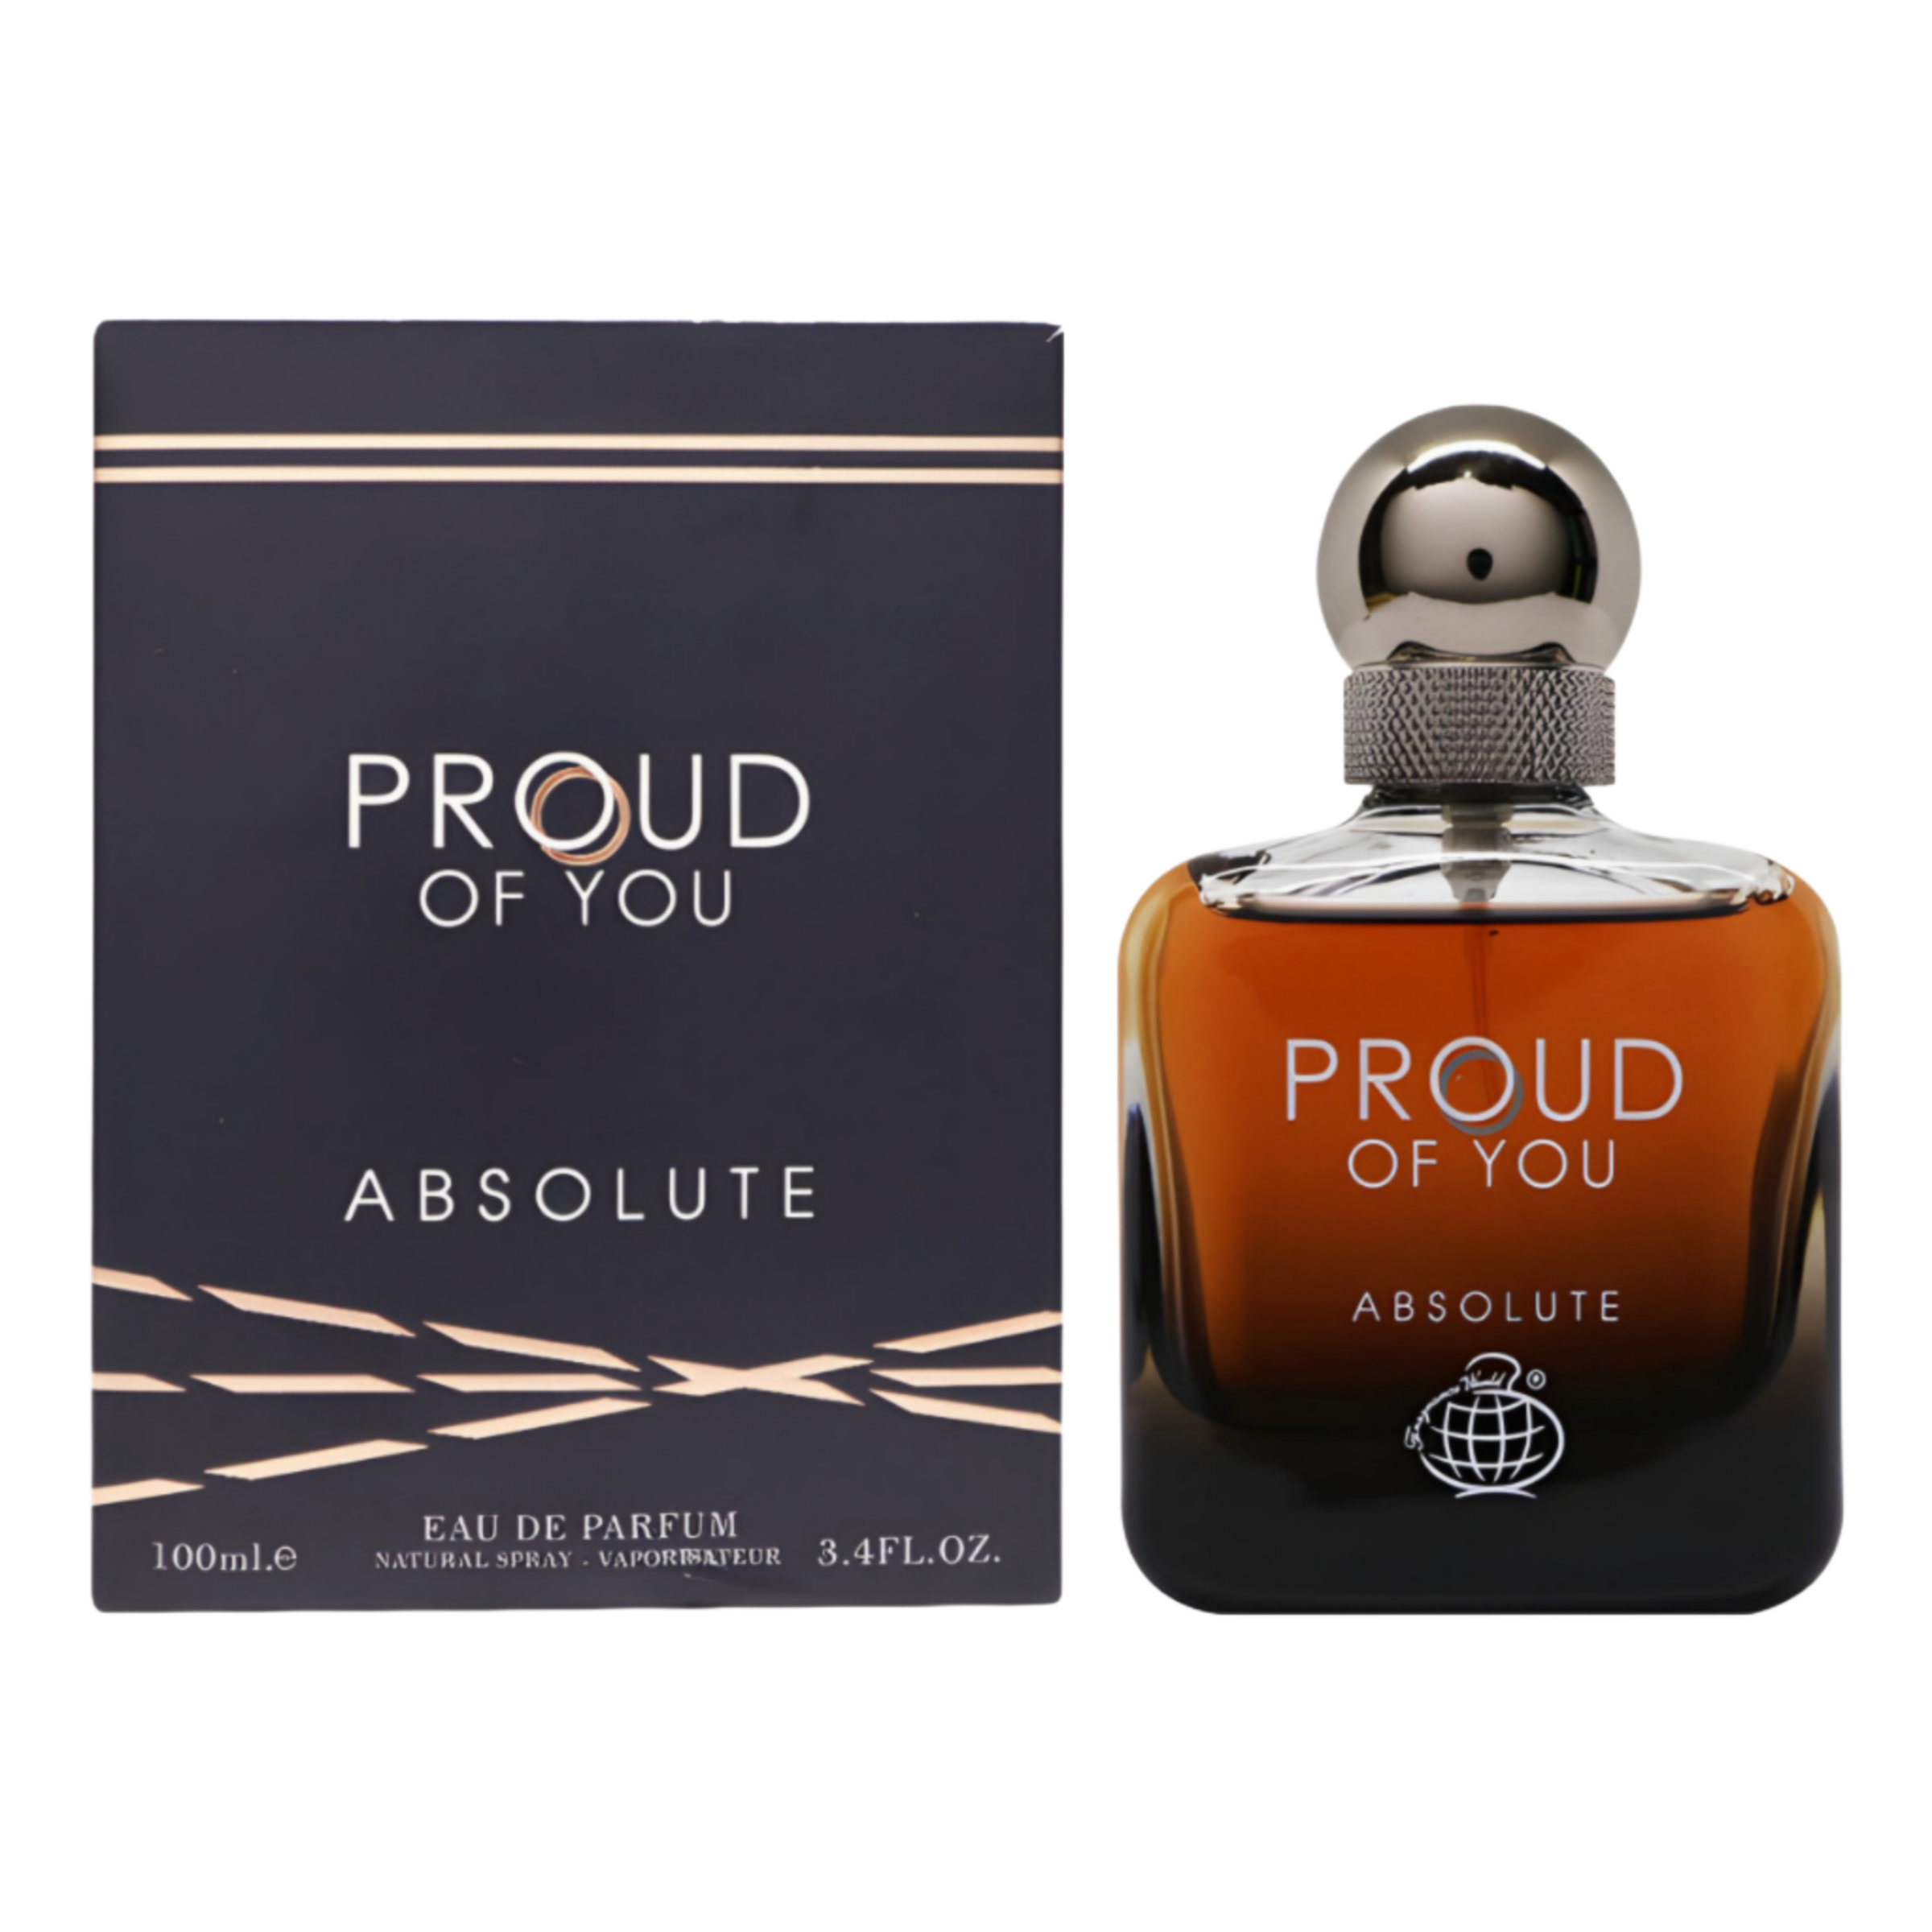 PROUD
OF YOU
ABSOLUTE
EAU DE PARFUM
100ml.e
NATURAL SPRAY - VAPORISATEUR
3.4FL.OZ.
PROUD
OF YOU
ABSOLUTE